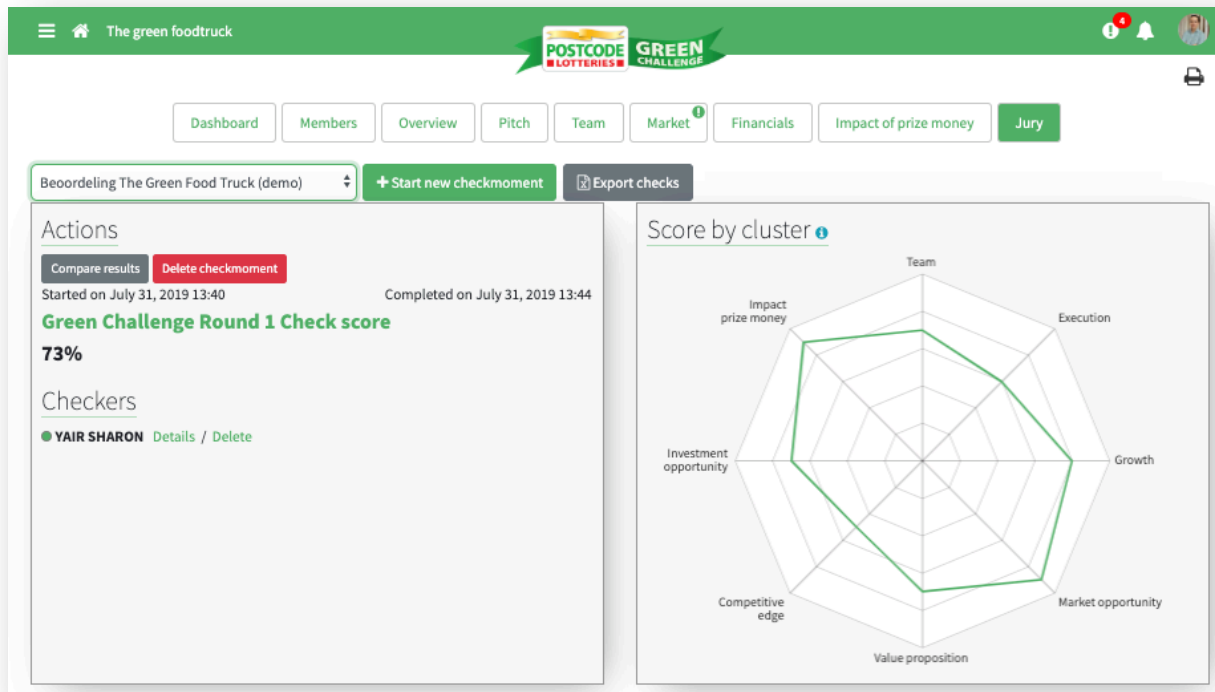 The green foodtruck
POSTCODE
LOTTERIES
GREEN
CHALLENGE
4
Dashboard
Members
Overview
Pitch
Team
Market
Financials
Impact of prize money
Jury
Beoordeling The Green Food Truck (demo)
+ Start new checkmoment
Export checks
Actions
Compare results
Delete checkmoment
Started on July 31, 2019 13:40
Completed on July 31, 2019 13:44
Green Challenge Round 1 Check score
73%
Checkers
YAIR SHARON Details / Delete
Score by cluster
Team
Impact
prize money
Execution
Investment
opportunity
Growth
Competitive
edge
Market opportunity
Value proposition